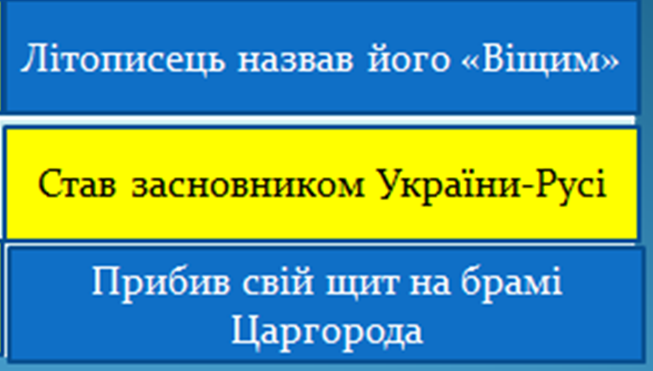 Літописець назвав його «Віщим»
Став засновником України-Русі
Прибив свій щит на брамі
Царгорода